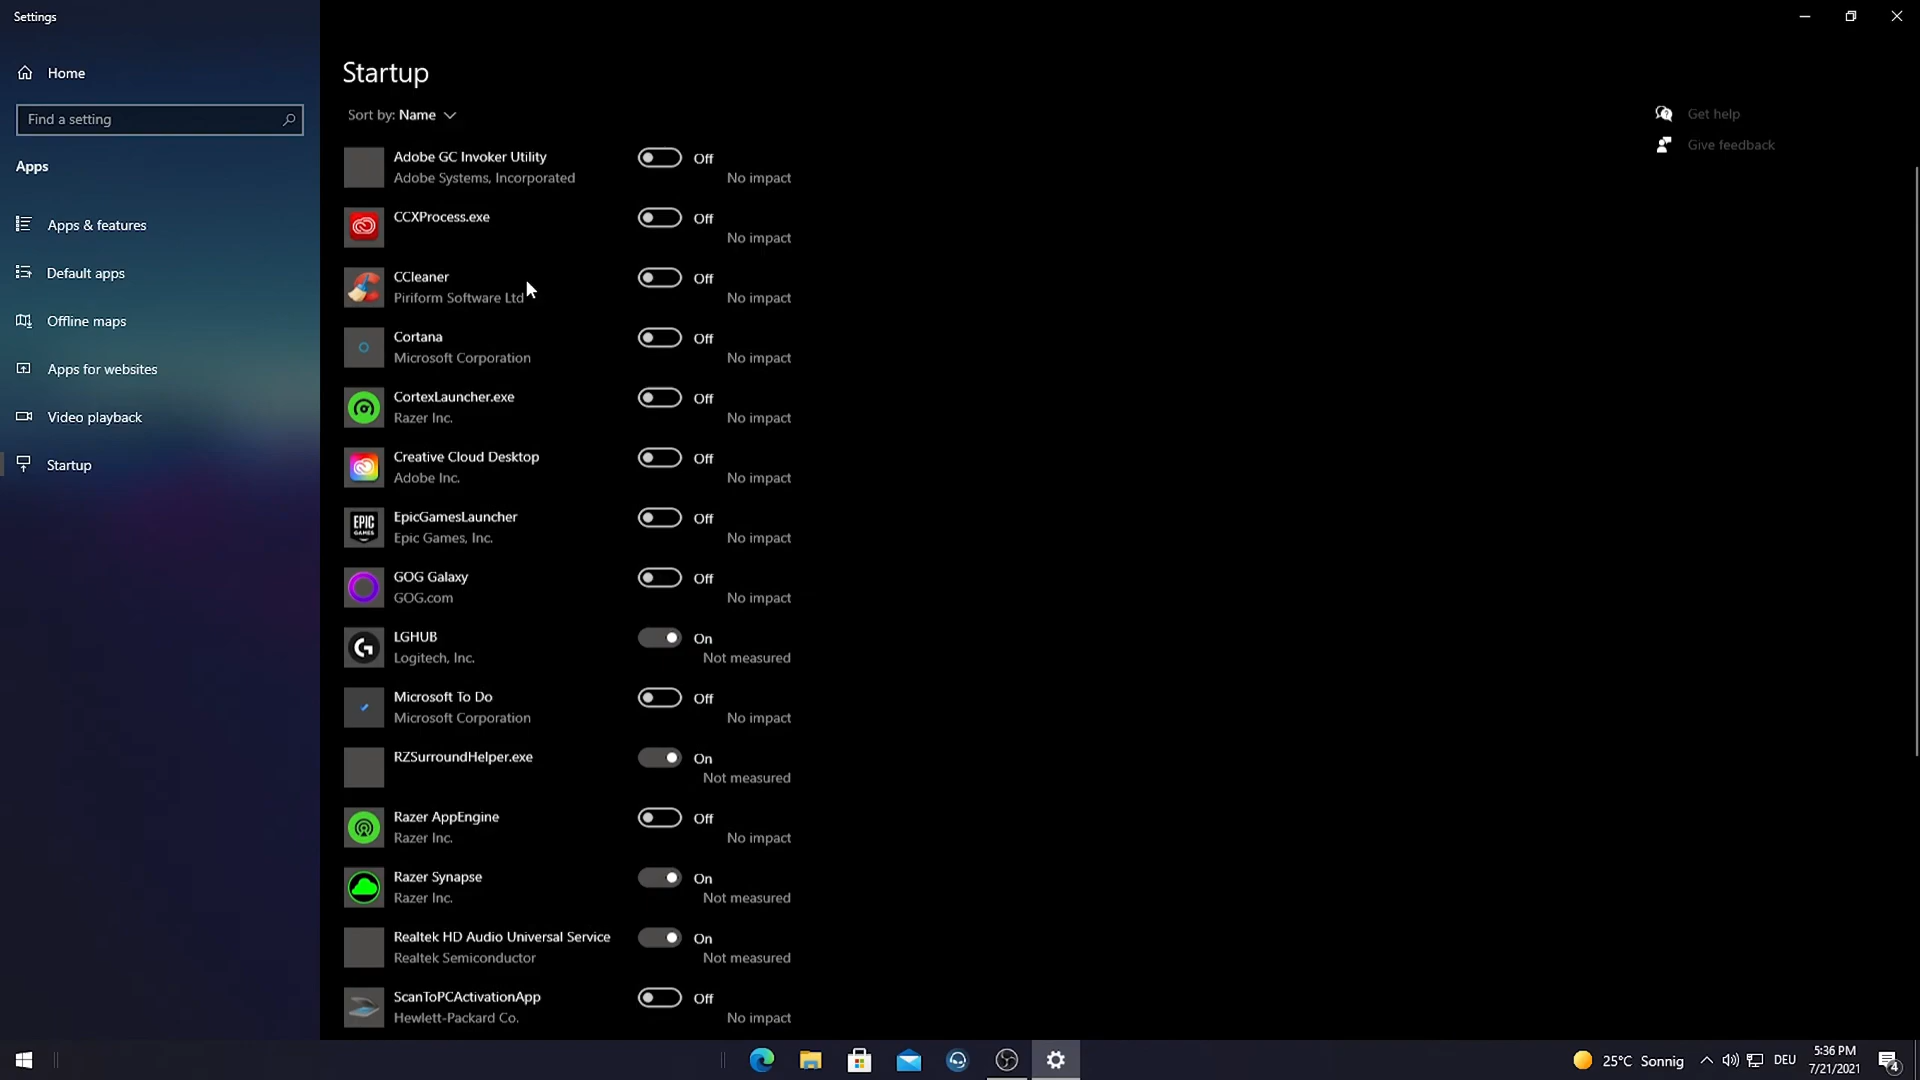 Settings
Home
Find a setting
Apps
Apps & features
Default apps
Offline maps
Apps for websites
Video playback
Startup
Startup
Sort by: Name
Get help
Give feedback
Adobe GC Invoker Utility
Adobe Systems, Incorporated
Off
No impact
CCXProcess.exe
Off
No impact
CCleaner
Piriform Software Ltd
Off
No impact
Cortana
Microsoft Corporation
Off
No impact
CortexLauncher.exe
Razer Inc.
Off
No impact
Creative Cloud Desktop
Adobe Inc.
Off
No impact
EPIC
GAMES
EpicGamesLauncher
Epic Games, Inc.
Off
No impact
GOG Galaxy
GOG.com
Off
No impact
LGHUB
Logitech, Inc.
On
Not measured
Microsoft To Do
Microsoft Corporation
Off
No impact
RZSurroundHelper.exe
On
Not measured
Razer AppEngine
Razer Inc.
Off
No impact
Razer Synapse
Razer Inc.
On
Not measured
Realtek HD Audio Universal Service
Realtek Semiconductor
On
Not measured
ScanToPCActivationApp
Hewlett-Packard Co.
Off
No impact
25°C Sonnig
DEU
5:36 PM
7/21/2021
4